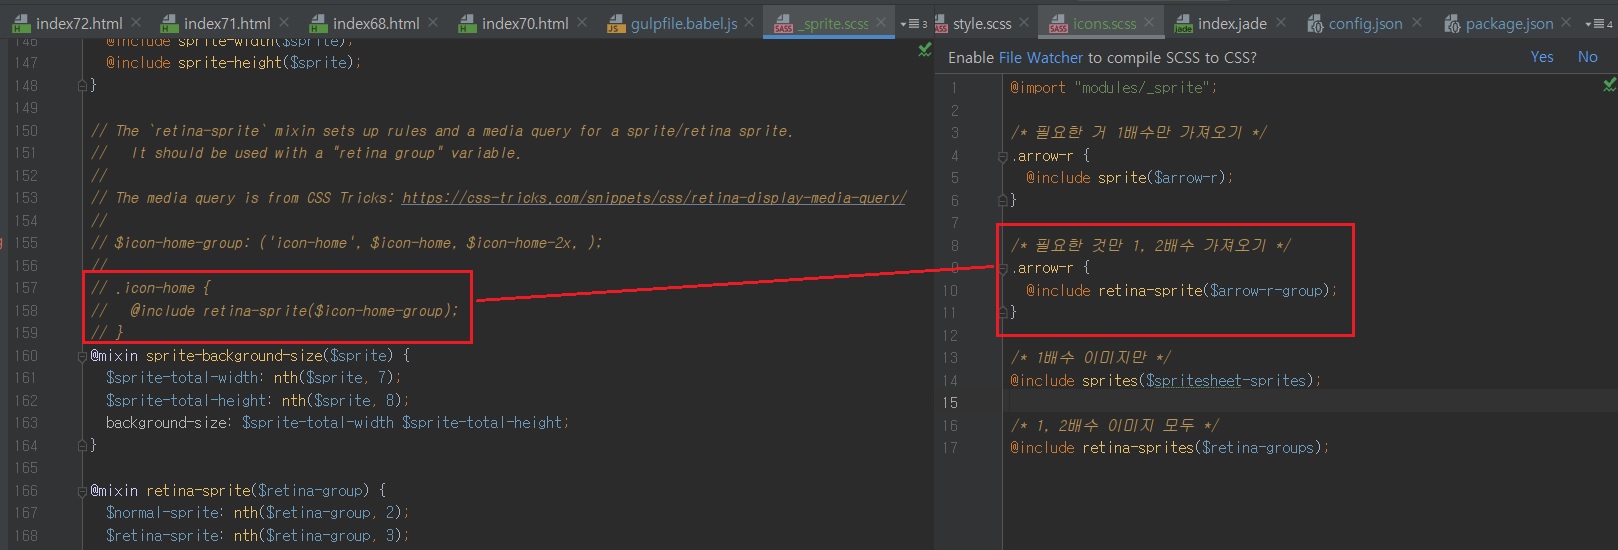 index72.html index71.html index68.html index70.html gulpfile.babel.js _sprite.scss 3
146 @include sprite-width($sprite);
147 @include sprite-height($sprite);
148 }
149
150 // The `retina-sprite` mixin sets up rules and a media query for a sprite/retina sprite.
151 //   It should be used with a "retina group" variable.
152 //
153 // The media query is from CSS Tricks: https://css-tricks.com/snippets/css/retina-display-media-query/
154 //
155 // $icon-home-group: ('icon-home', $icon-home, $icon-home-2x, );
156 //
157 // .icon-home {
158 //   @include retina-sprite($icon-home-group);
159 // }
160 @mixin sprite-background-size($sprite) {
161   $sprite-total-width: nth($sprite, 7);
162   $sprite-total-height: nth($sprite, 8);
163   background-size: $sprite-total-width $sprite-total-height;
164 }
165
166 @mixin retina-sprite($retina-group) {
167   $normal-sprite: nth($retina-group, 2);
168   $retina-sprite: nth($retina-group, 3);
style.scss icons.scss index.jade config.json package.json 4
Enable File Watcher to compile SCSS to CSS? Yes No
1 @import "modules/_sprite";
2
3 /* 필요한 거 1배수만 가져오기 */
4 .arrow-r {
5   @include sprite($arrow-r);
6 }
7
8 /* 필요한 것만 1, 2배수 가져오기 */
9 .arrow-r {
10   @include retina-sprite($arrow-r-group);
11 }
12
13 /* 1배수 이미지만 */
14 @include sprites($spritesheet-sprites);
15
16 /* 1, 2배수 이미지 모두 */
17 @include retina-sprites($retina-groups);